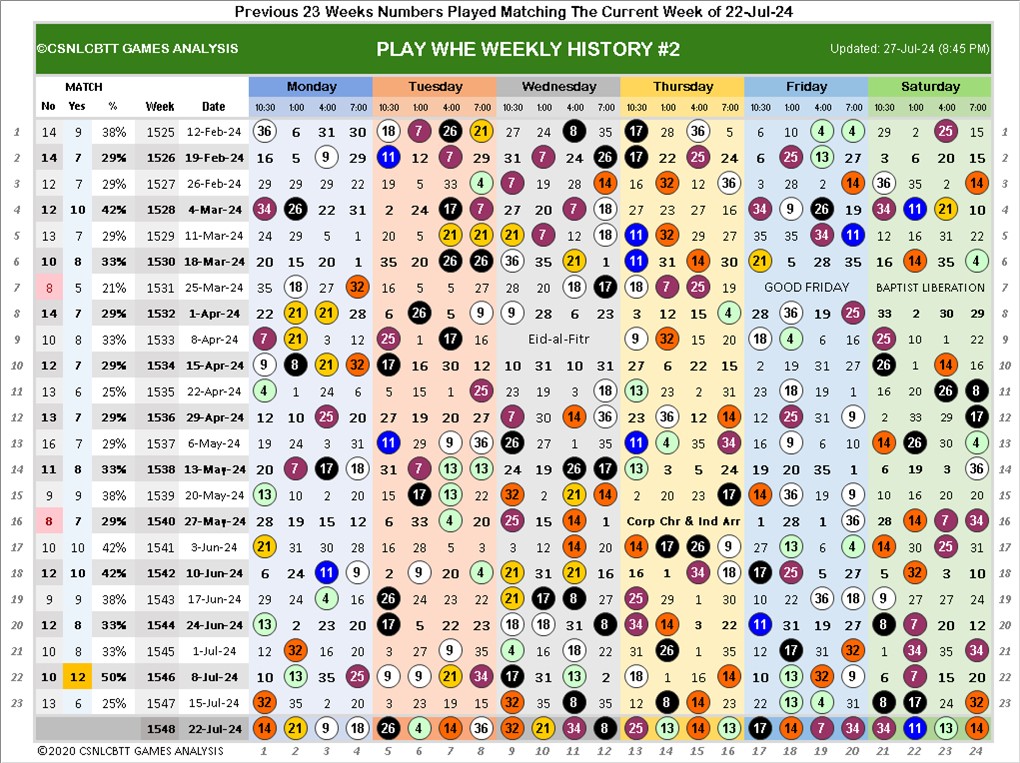 Previous 23 Weeks Numbers Played Matching The Current Week of 22-Jul-24
©CSNLCBTT GAMES ANALYSIS PLAY WHE WEEKLY HISTORY #2 Updated: 27-Jul-24 (8:45 PM)
MATCH Monday Tuesday Wednesday Thursday Friday Saturday
No Yes % Week Date 10:30 1:00 4:00 7:00 10:30 1:00 4:00 7:00 10:30 1:00 4:00 7:00 10:30 1:00 4:00 7:00 10:30 1:00 4:00 7:00 10:30 1:00 4:00 7:00
1 14 9 38% 1525 12-Feb-24 36 6 31 30 18 7 26 21 27 24 8 35 17 28 36 5 6 10 4 4 29 2 23 15 1
2 14 7 29% 1526 19-Feb-24 16 5 9 29 11 12 7 29 31 7 24 26 17 22 25 24 6 25 13 27 3 6 20 15 2
3 12 7 29% 1527 26-Feb-24 29 29 29 22 19 5 33 4 7 19 28 14 16 32 12 36 3 28 2 14 36 35 2 14 3
4 12 10 42% 1528 4-Mar-24 34 26 22 31 2 24 17 7 27 20 7 18 27 23 27 16 34 9 26 19 34 11 21 10 4
5 13 7 29% 1529 11-Mar-24 24 29 5 1 20 5 21 21 21 7 12 18 11 32 29 27 35 35 34 11 12 16 31 22 5
6 10 8 33% 1530 18-Mar-24 20 15 20 1 35 20 26 26 36 35 21 1 11 31 14 30 21 5 28 35 16 14 35 4 6
7 8 5 21% 1531 25-Mar-24 35 18 27 32 16 5 5 27 28 20 18 17 18 7 25 19 GOOD FRIDAY BAPTIST LIBERATION 7
8 14 7 29% 1532 1-Apr-24 22 21 21 28 6 26 5 9 9 28 6 23 3 12 15 4 28 36 19 25 33 2 30 29 8
9 10 8 33% 1533 8-Apr-24 7 21 3 12 25 1 17 16 Eid-al-Fitr 9 32 15 20 18 4 6 16 25 10 1 22 9
10 12 7 29% 1534 15-Apr-24 9 8 21 32 17 16 30 12 10 31 10 31 27 6 22 15 2 19 31 27 26 1 14 16 10
11 13 6 25% 1535 22-Apr-24 4 1 24 6 5 15 1 25 23 19 3 18 13 23 2 31 23 18 19 1 16 20 26 8 11
12 13 7 29% 1536 29-Apr-24 12 10 25 20 27 19 20 27 7 30 14 36 23 36 12 14 12 25 31 9 2 33 29 17 12
13 16 7 29% 1537 6-May-24 19 24 3 31 11 29 9 36 26 27 1 35 11 4 35 34 16 9 6 10 14 26 30 4 13
14 11 8 33% 1538 13-May-24 20 7 17 18 31 7 13 13 24 19 26 17 13 3 5 24 19 20 35 1 6 19 3 36 14
15 9 9 38% 1539 20-May-24 13 10 2 20 15 17 13 22 32 2 21 14 2 20 23 17 14 36 19 9 10 16 20 20 15
16 8 7 29% 1540 27-May-24 28 19 15 12 6 33 4 20 25 15 14 1 Corp Chr & Ind Arr 1 28 1 36 28 14 7 34 16
17 10 10 42% 1541 3-Jun-24 21 31 30 28 16 28 5 3 3 12 14 20 14 17 26 9 27 13 6 4 14 30 25 31 17
18 12 10 42% 1542 10-Jun-24 6 24 11 9 2 9 20 4 21 31 21 16 16 1 34 18 17 25 5 27 5 32 3 10 18
19 9 9 38% 1543 17-Jun-24 29 24 4 16 26 24 23 22 21 17 8 27 25 29 1 30 10 22 36 18 9 27 27 24 19
20 12 8 33% 1544 24-Jun-24 13 2 23 20 17 5 22 23 18 18 31 8 34 14 3 22 11 31 19 27 8 7 20 12 20
21 10 8 33% 1545 1-Jul-24 12 32 16 20 3 27 9 35 4 16 18 22 31 26 1 35 31 17 31 32 21 34 35 34 21
22 10 12 50% 1546 8-Jul-24 10 13 35 25 9 9 21 34 17 31 13 2 18 1 16 14 12 13 32 9 6 7 15 20 22
23 13 6 25% 1547 15-Jul-24 32 35 2 20 3 23 19 15 32 35 8 35 12 8 14 23 22 13 4 31 8 17 24 32 23
1548 22-Jul-24 14 21 9 18 26 4 14 36 32 21 34 8 25 13 13 14 17 14 7 34 34 11 13 14
©2020 CSNLCBTT GAMES ANALYSIS 1 2 3 4 5 6 7 8 9 10 11 12 13 14 15 16 17 18 19 20 21 22 23 24